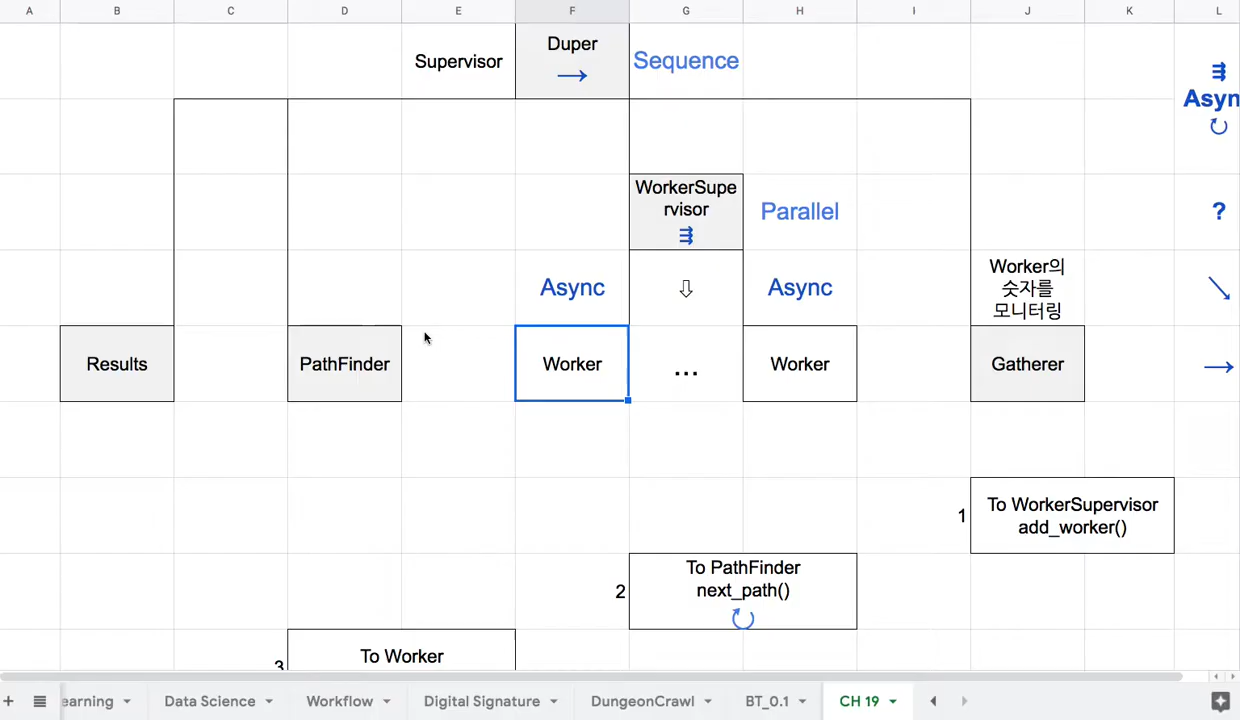 A B C D E F G H I J K L
Supervisor
Duper
→
Sequence
⇶
Asyn
↻
WorkerSupe
rvisor
⇶
Parallel
?
Async
⇩
Async
Worker의
숫자를
모니터링
↘
Results
PathFinder
Worker
...
Worker
Gatherer
→
1
To WorkerSupervisor
add_worker()
2
To PathFinder
next_path()
↻
3
To Worker
+
earning
Data Science
Workflow
Digital Signature
DungeonCrawl
BT_0.1
CH 19